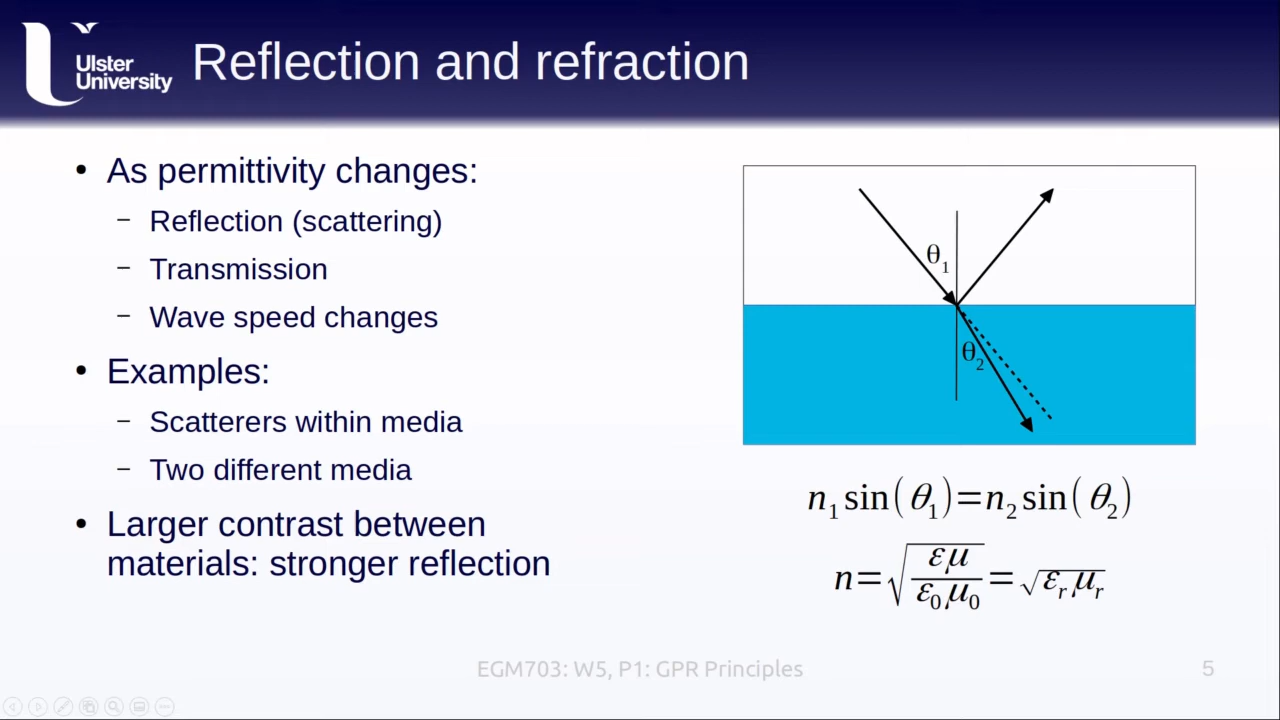 Ulster
University
Reflection and refraction
• As permittivity changes:
– Reflection (scattering)
– Transmission
– Wave speed changes
• Examples:
– Scatterers within media
– Two different media
• Larger contrast between
materials: stronger reflection
θ₁
θ₂
n₁ sin(θ₁)=n₂ sin(θ₂)
n=√(εμ/ε₀μ₀)=√εᵣμᵣ
EGM703: W5, P1: GPR Principles
5